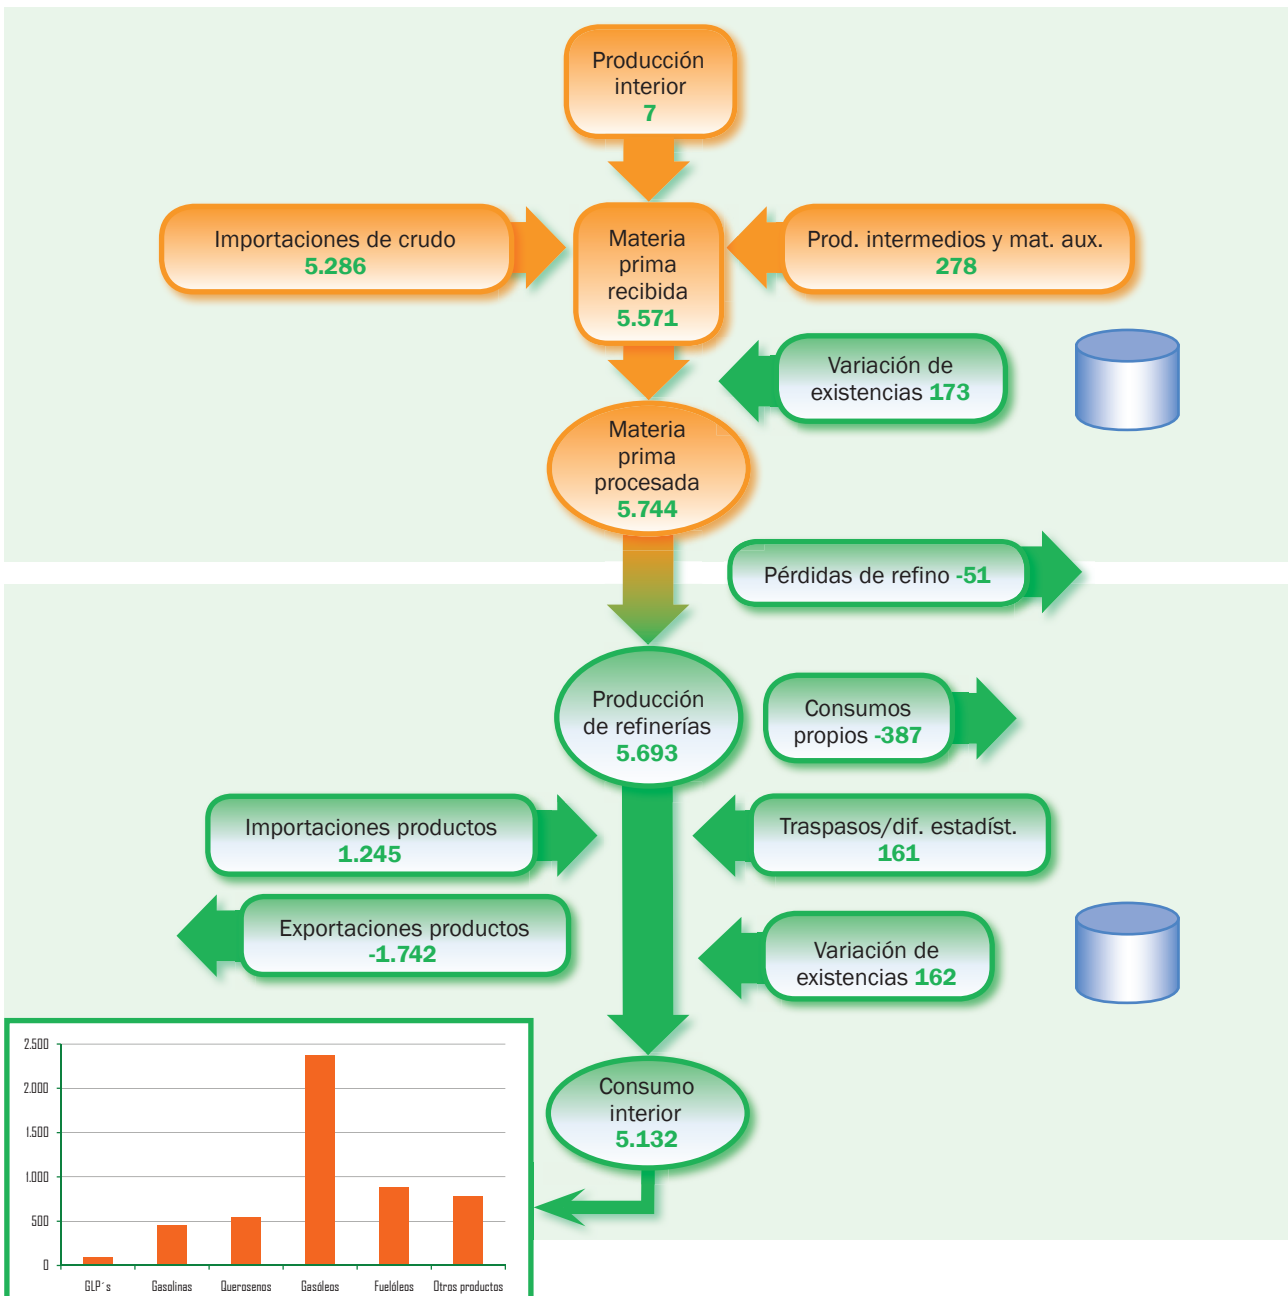 Producción
interior
7
Importaciones de crudo
5.286
Materia
prima
recibida
5.571
Prod. intermedios y mat. aux.
278
Variación de
existencias 173
Materia
prima
procesada
5.744
Pérdidas de refino -51
Producción
de refinerías
5.693
Consumos
propios -387
Importaciones productos
1.245
Traspasos/dif. estadíst.
161
Exportaciones productos
-1.742
Variación de
existencias 162
Consumo
interior
5.132
2.500
2.000
1.500
1.000
500
0
GLP´s Gasolinas Querosenos Gasóleos Fuelóleos Otros productos